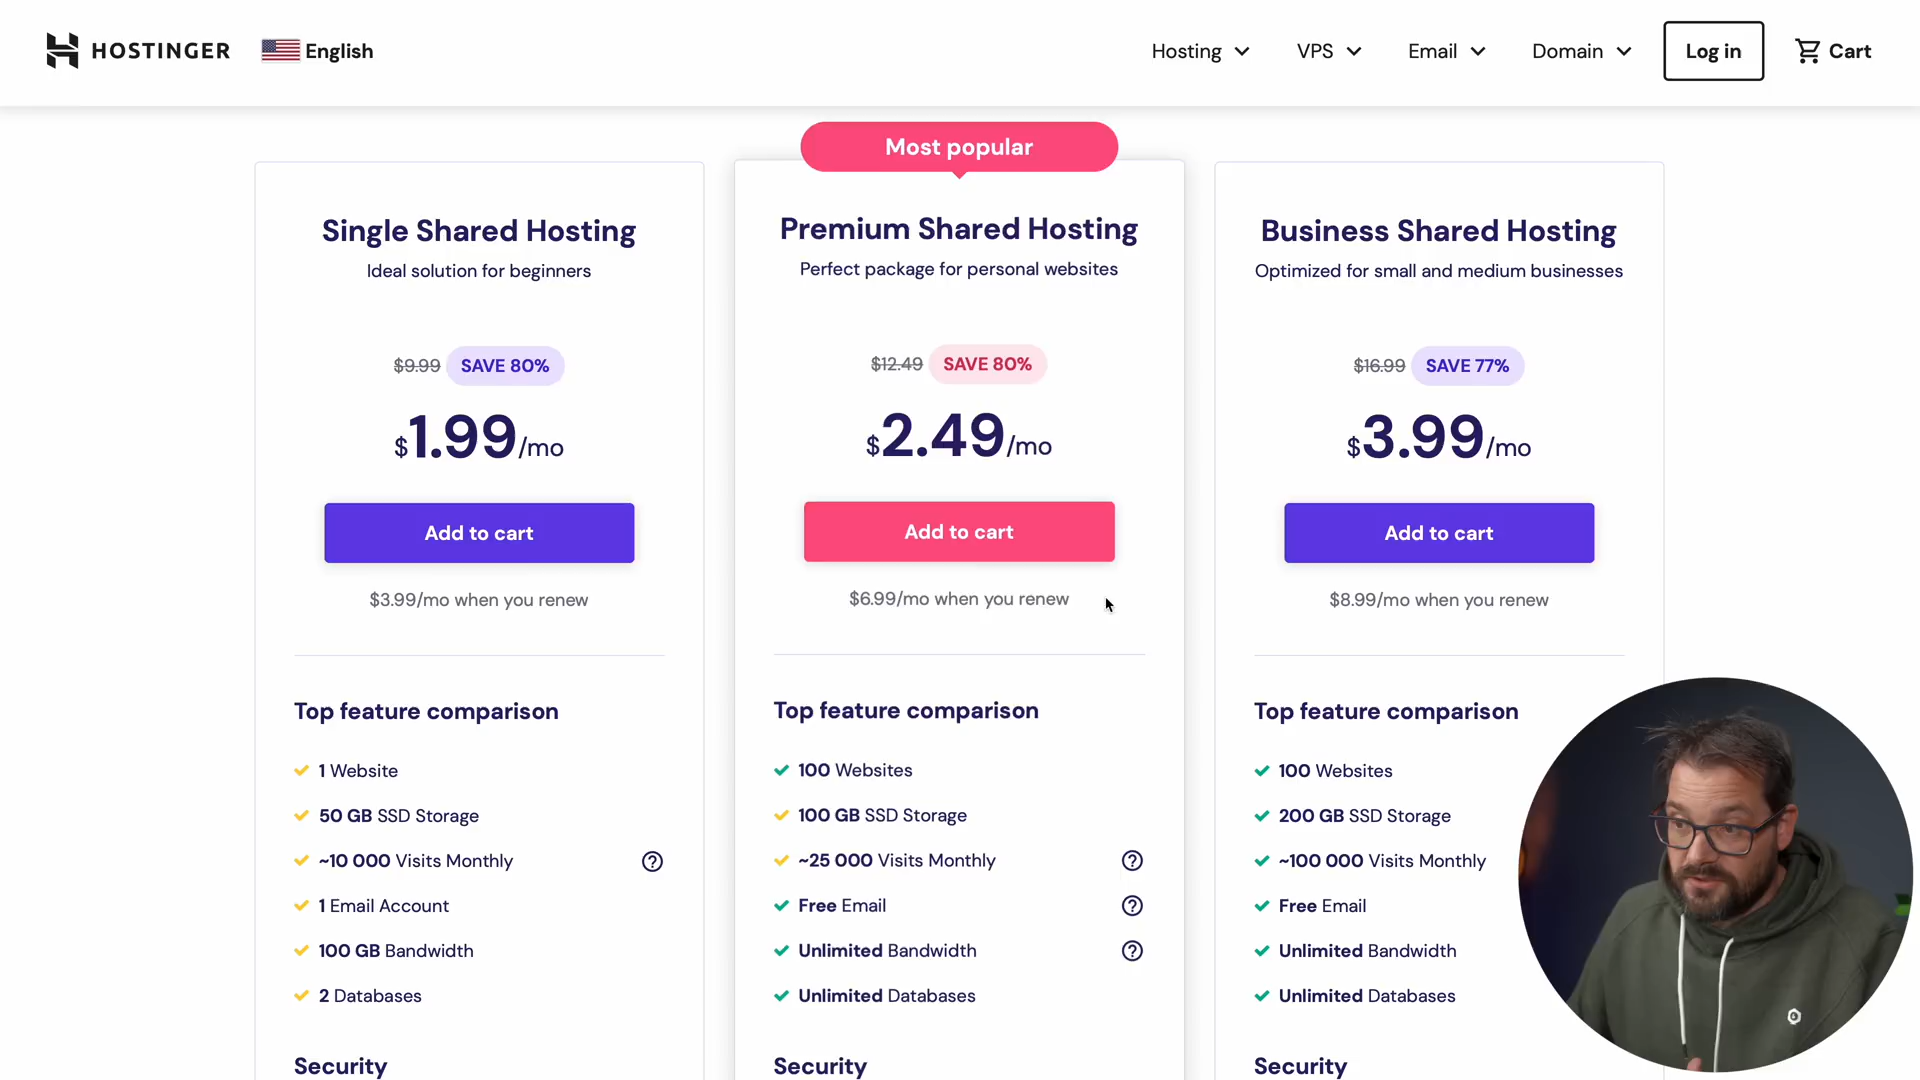 HOSTINGER
English
Hosting
VPS
Email
Domain
Log in
Cart
Most popular
Single Shared Hosting
Ideal solution for beginners
$9.99 SAVE 80%
$1.99/mo
Add to cart
$3.99/mo when you renew
Top feature comparison
1 Website
50 GB SSD Storage
~10 000 Visits Monthly
1 Email Account
100 GB Bandwidth
2 Databases
Security
Premium Shared Hosting
Perfect package for personal websites
$12.49 SAVE 80%
$2.49/mo
Add to cart
$6.99/mo when you renew
Top feature comparison
100 Websites
100 GB SSD Storage
~25 000 Visits Monthly
Free Email
Unlimited Bandwidth
Unlimited Databases
Security
Business Shared Hosting
Optimized for small and medium businesses
$16.99 SAVE 77%
$3.99/mo
Add to cart
$8.99/mo when you renew
Top feature comparison
100 Websites
200 GB SSD Storage
~100 000 Visits Monthly
Free Email
Unlimited Bandwidth
Unlimited Databases
Security